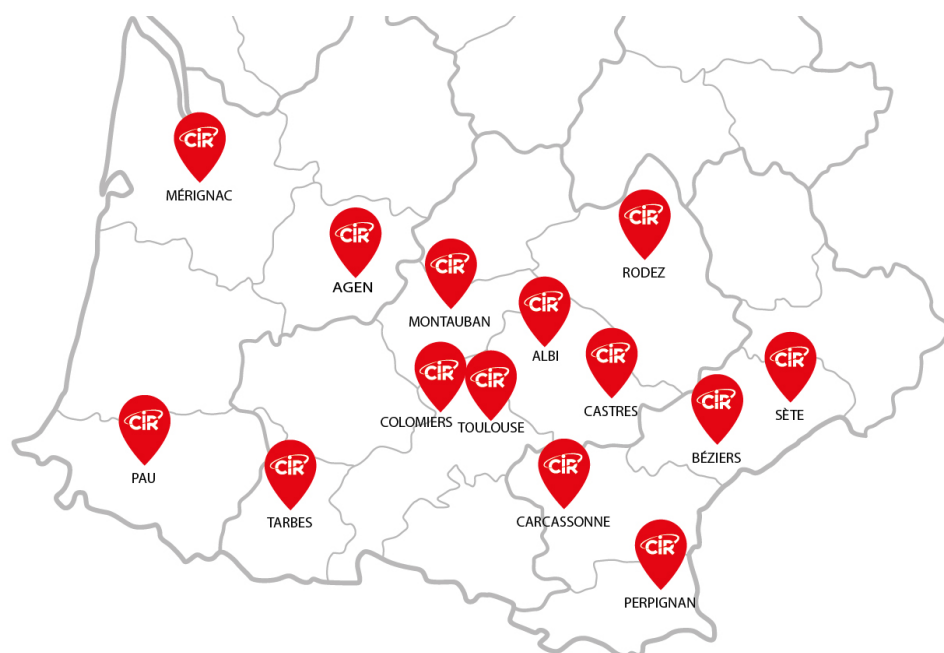 CIR
MÉRIGNAC
CIR
AGEN
CIR
RODEZ
CIR
MONTAUBAN
CIR
ALBI
CIR
CASTRES
CIR
SÈTE
CIR
COLOMIERS
CIR
TOULOUSE
CIR
BÉZIERS
CIR
PAU
CIR
TARBES
CIR
CARCASSONNE
CIR
PERPIGNAN